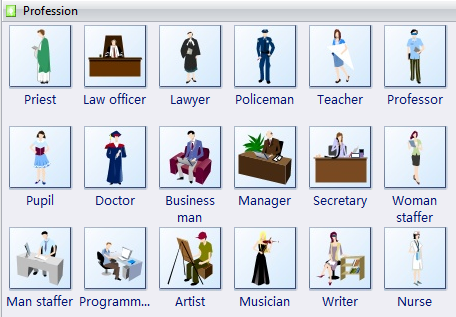 Profession
Priest
Law officer
Lawyer
Policeman
Teacher
Professor
Pupil
Doctor
Business
man
Manager
Secretary
Woman
staffer
Man staffer
Programm...
Artist
Musician
Writer
Nurse